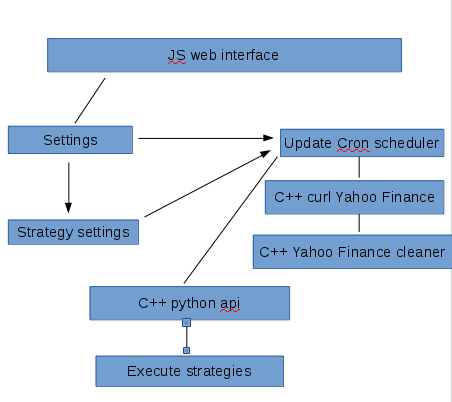 JS web interface
Settings
Update Cron scheduler
C++ curl Yahoo Finance
Strategy settings
C++ Yahoo Finance cleaner
C++ python api
Execute strategies